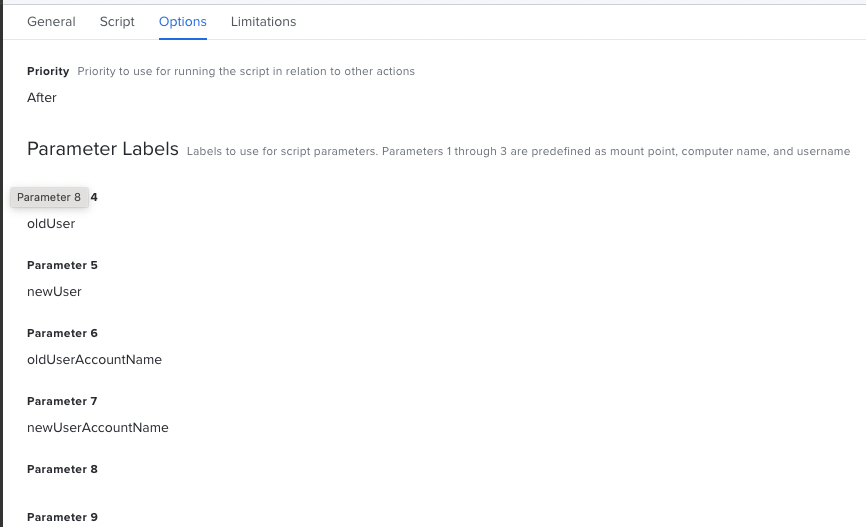 General Script Options Limitations
Priority Priority to use for running the script in relation to other actions
After
Parameter Labels Labels to use for script parameters. Parameters 1 through 3 are predefined as mount point, computer name, and username
Parameter 8 4
oldUser
Parameter 5
newUser
Parameter 6
oldUserAccountName
Parameter 7
newUserAccountName
Parameter 8
Parameter 9